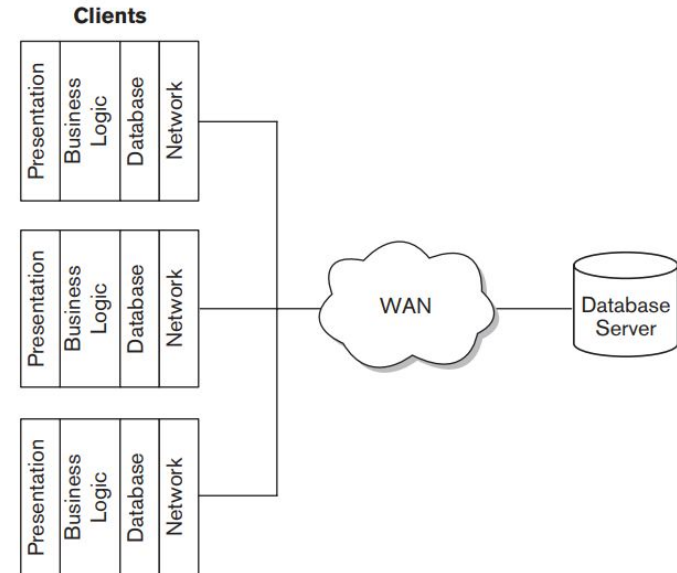 Clients
Presentation
Business
Logic
Database
Network
Presentation
Business
Logic
Database
Network
WAN
Database
Server
Presentation
Business
Logic
Database
Network